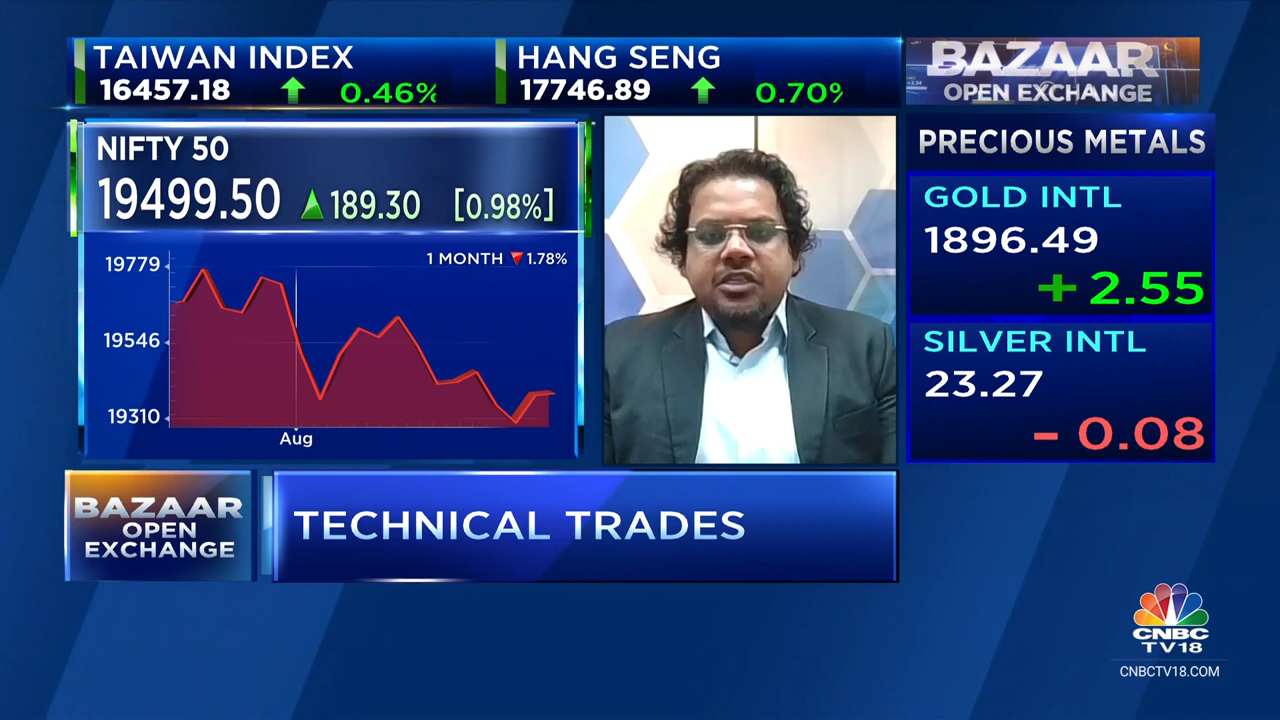 TAIWAN INDEX
16457.18 0.46%
HANG SENG
17746.89 0.70%
BAZAAR
OPEN EXCHANGE
NIFTY 50
19499.50 189.30 [0.98%]
1 MONTH 1.78%
19779
19546
19310
Aug
PRECIOUS METALS
GOLD INTL
1896.49
+ 2.55
SILVER INTL
23.27
- 0.08
BAZAAR
OPEN
EXCHANGE
TECHNICAL TRADES
CNBC
TV18
CNBCTV18.COM